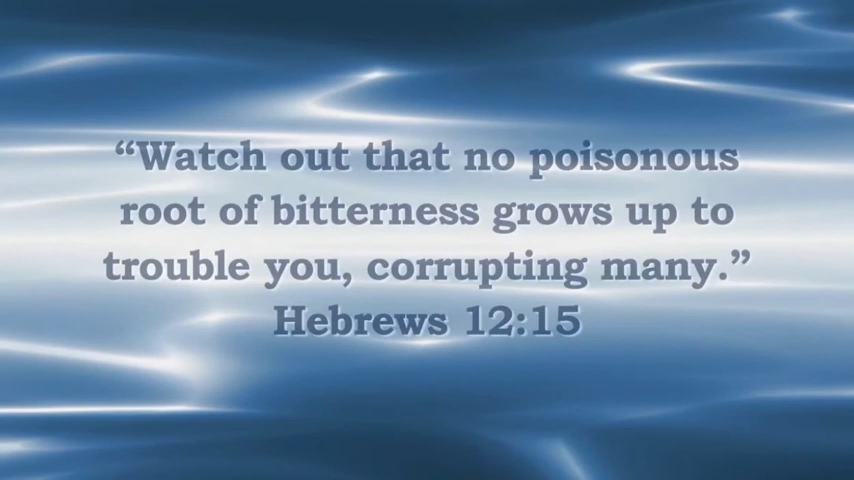 “Watch out that no poisonous
root of bitterness grows up to
trouble you, corrupting many.”
Hebrews 12:15